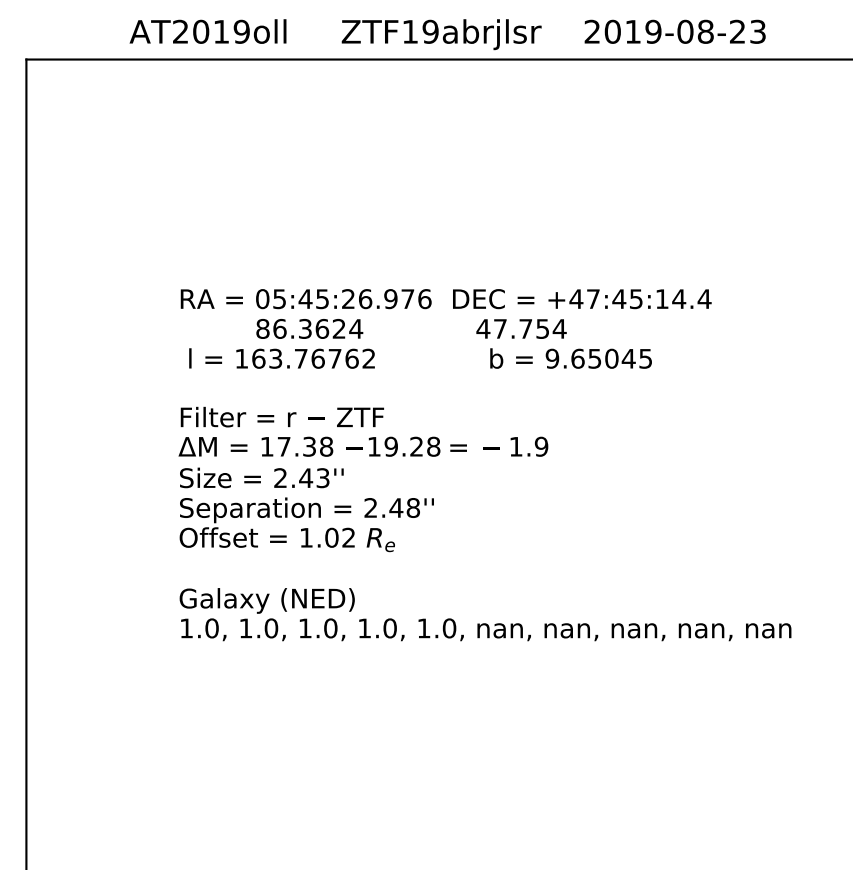 AT2019oll ZTF19abrjlsr 2019-08-23
RA = 05:45:26.976 DEC = +47:45:14.4
86.3624 47.754
l = 163.76762 b = 9.65045
Filter = r − ZTF
ΔM = 17.38 −19.28 = − 1.9
Size = 2.43''
Separation = 2.48''
Offset = 1.02 Re
Galaxy (NED)
1.0, 1.0, 1.0, 1.0, 1.0, nan, nan, nan, nan, nan